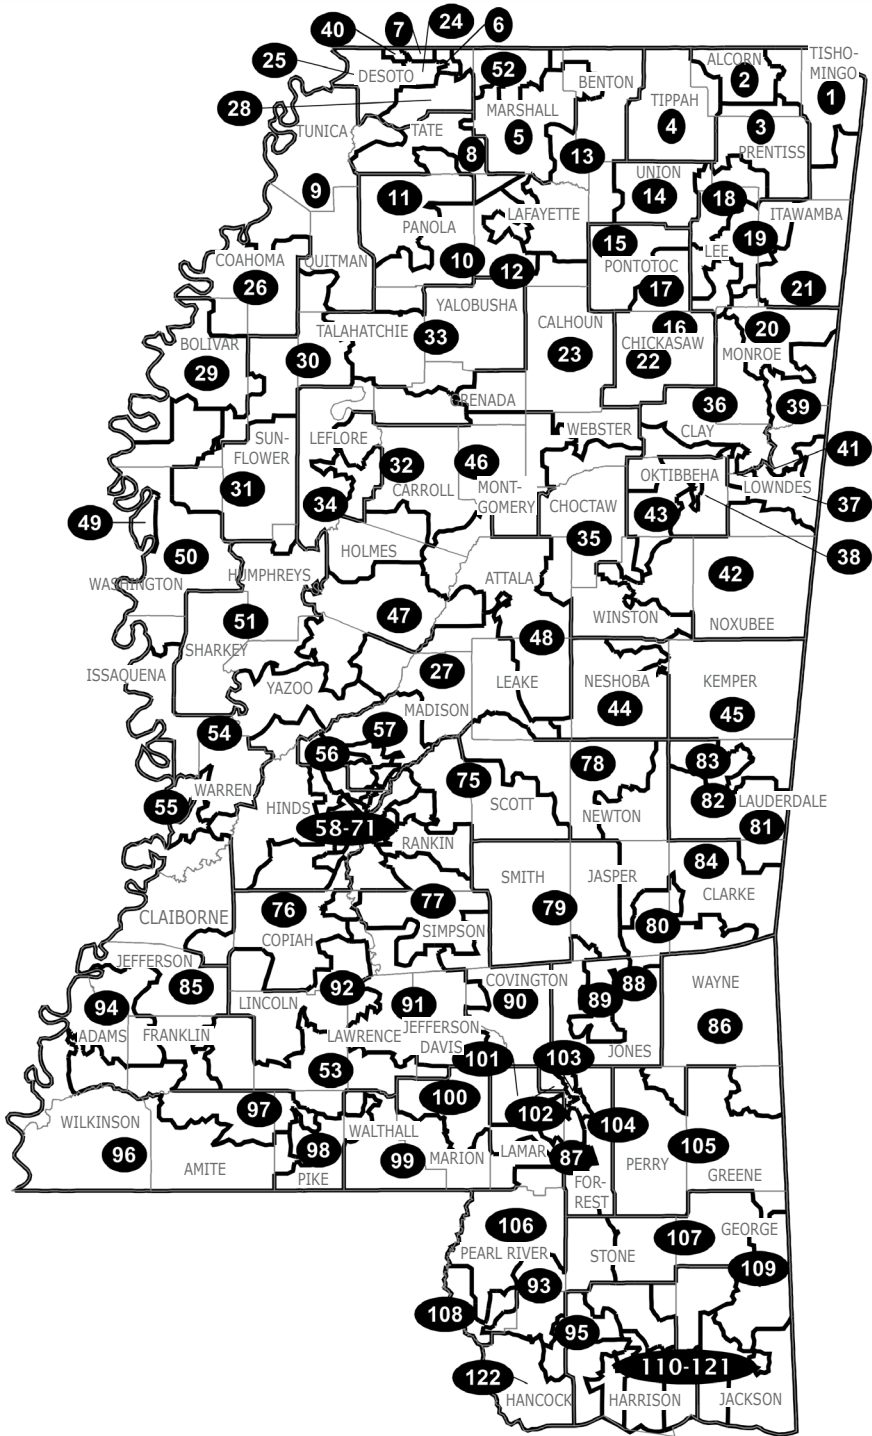 24
40
7
6
25
DESOTO
52
ALCORN
TISHO-
MINGO
2
BENTON
28
MARSHALL
TIPPAH
1
TUNICA
TATE
5
4
3
PRENTISS
8
13
UNION
9
11
14
18
LAFAYETTE
ITAWAMBA
PANOLA
15
19
LEE
COAHOMA
QUITMAN
10
12
PONTOTOC
26
17
21
YALOBUSHA
TALAHATCHIE
33
CALHOUN
16
20
BOLIVAR
CHICKASAW
MONROE
30
23
22
29
GRENADA
36
39
WEBSTER
SUN-
FLOWER
LEFLORE
CLAY
41
32
46
OKTIBBEHA
31
CARROLL
MONT-
GOMERY
LOWNDES
34
CHOCTAW
37
49
43
35
38
50
HOLMES
HUMPHREYS
ATTALA
42
WASHINGTON
51
47
WINSTON
NOXUBEE
48
SHARKEY
ISSAQUENA
27
LEAKE
NESHOBA
KEMPER
YAZOO
MADISON
44
45
54
57
56
78
83
75
WARREN
55
HINDS
SCOTT
82
LAUDERDALE
NEWTON
58-71
81
RANKIN
84
SMITH
JASPER
CLARKE
76
77
79
CLAIBORNE
80
COPIAH
SIMPSON
JEFFERSON
85
92
COVINGTON
88
WAYNE
94
LINCOLN
91
90
89
86
ADAMS
FRANKLIN
LAWRENCE
JEFFERSON
DAVIS
JONES
101
103
53
100
97
102
WILKINSON
WALTHALL
104
96
98
99
MARION
LAMAR
87
PERRY
105
AMITE
PIKE
FOR-
REST
GREENE
106
GEORGE
PEARL RIVER
STONE
107
109
93
108
95
110-121
122
HANCOCK
HARRISON
JACKSON